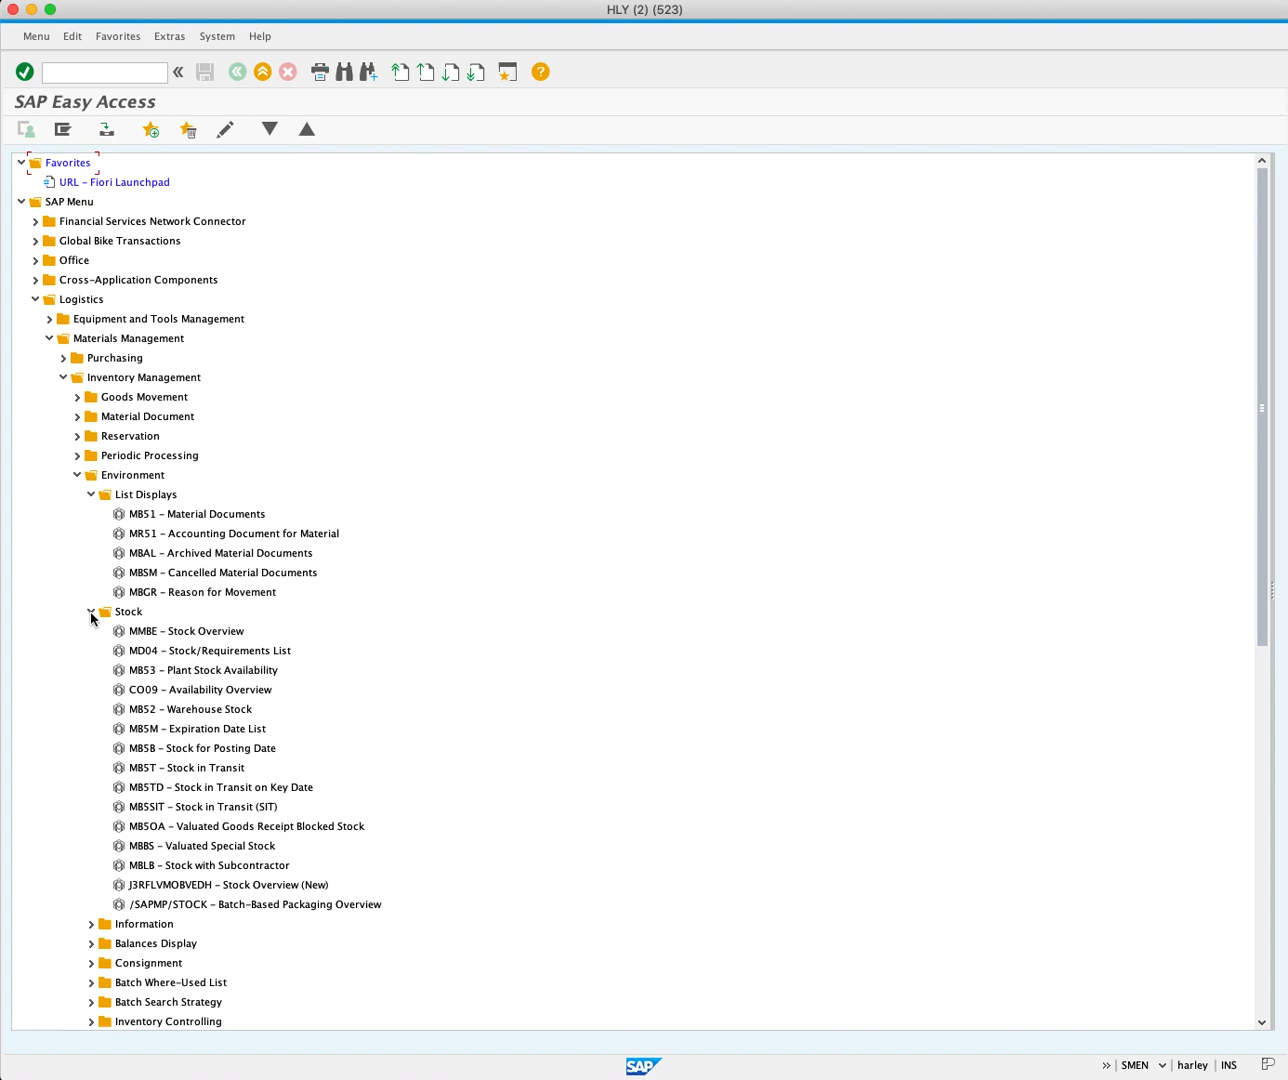 HLY (2) (523)
Menu Edit Favorites Extras System Help
SAP Easy Access
Favorites
URL – Fiori Launchpad
SAP Menu
Financial Services Network Connector
Global Bike Transactions
Office
Cross-Application Components
Logistics
Equipment and Tools Management
Materials Management
Purchasing
Inventory Management
Goods Movement
Material Document
Reservation
Periodic Processing
Environment
List Displays
MB51 – Material Documents
MR51 – Accounting Document for Material
MBAL – Archived Material Documents
MBSM – Cancelled Material Documents
MBGR – Reason for Movement
Stock
MMBE – Stock Overview
MD04 – Stock/Requirements List
MB53 – Plant Stock Availability
CO09 – Availability Overview
MB52 – Warehouse Stock
MB5M – Expiration Date List
MB5B – Stock for Posting Date
MB5T – Stock in Transit
MB5TD – Stock in Transit on Key Date
MB5SIT – Stock in Transit (SIT)
MB5OA – Valuated Goods Receipt Blocked Stock
MBBS – Valuated Special Stock
MBLB – Stock with Subcontractor
J3RFLVMOBVEDH – Stock Overview (New)
/SAPMP/STOCK – Batch-Based Packaging Overview
Information
Balances Display
Consignment
Batch Where-Used List
Batch Search Strategy
Inventory Controlling
SAP » | SMEN | harley | INS